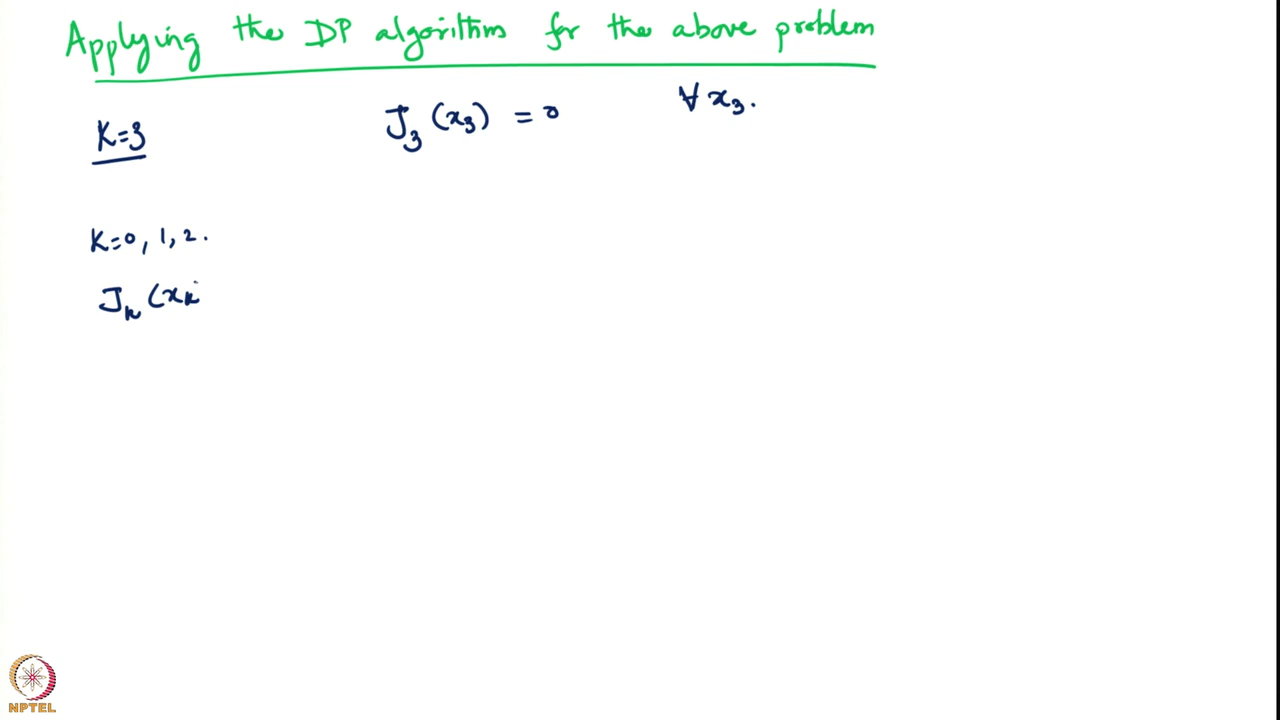 Applying the DP algorithm for the above problem
K=3 J₃(x₃) = 0 ∀ x₃.
K=0, 1, 2.
Jₖ(xₖ
NPTEL